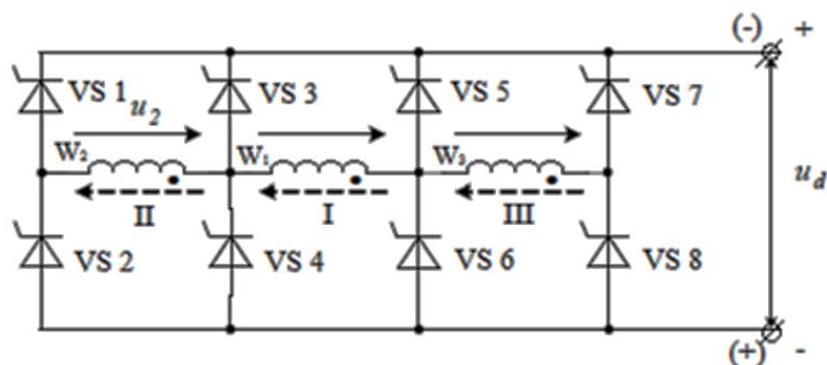 (-) +
VS 1 VS 3 VS 5 VS 7
u₂
W₂ W₁ W₃
u_d
II I III
VS 2 VS 4 VS 6 VS 8
(+) -